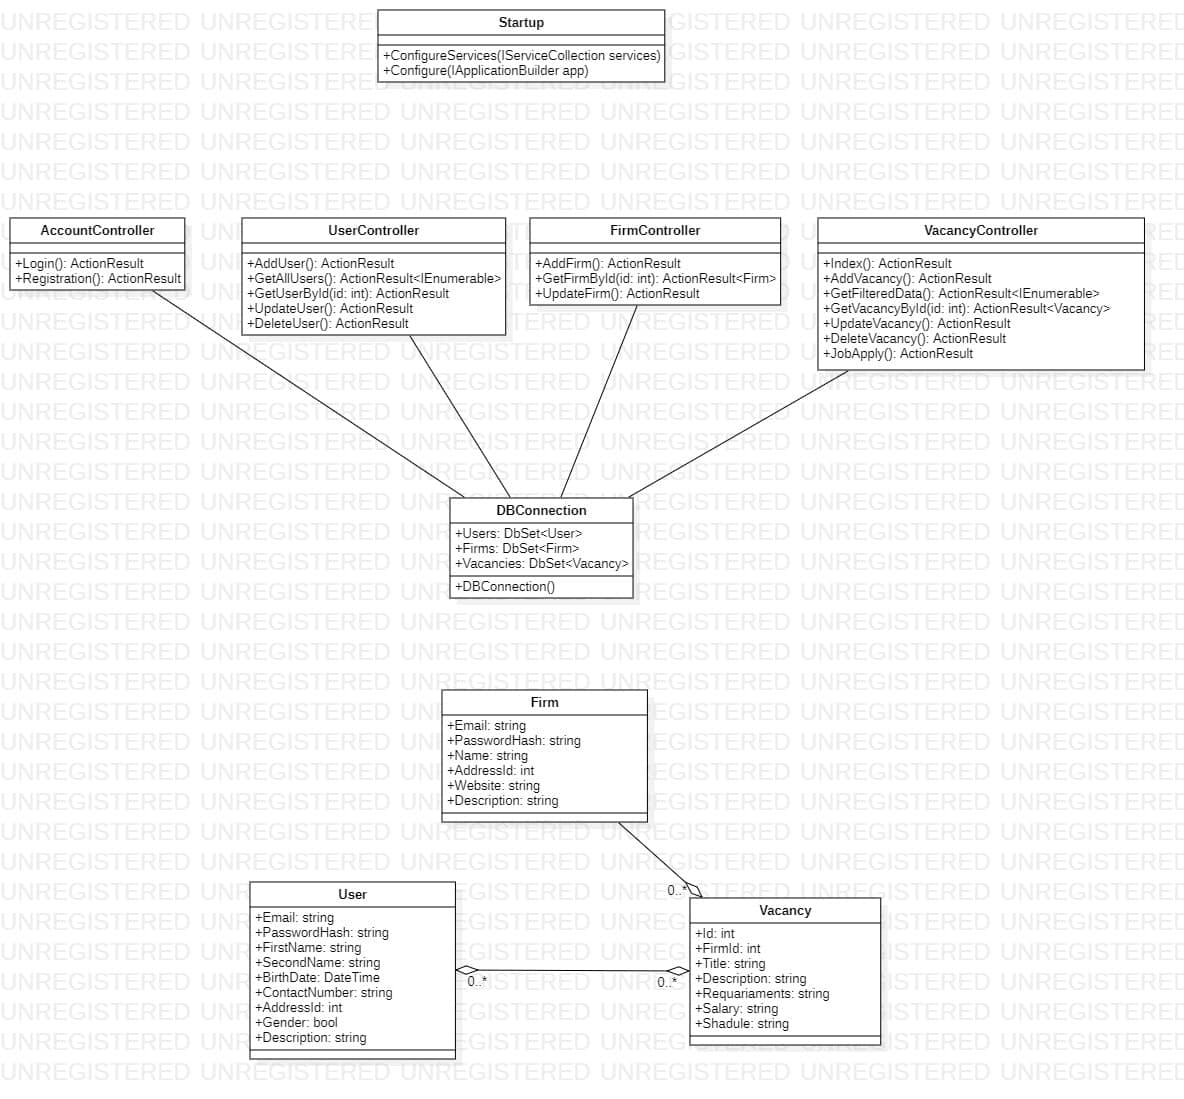 Startup
+ConfigureServices(IServiceCollection services)
+Configure(IApplicationBuilder app)
AccountController
+Login(): ActionResult
+Registration(): ActionResult
UserController
+AddUser(): ActionResult
+GetAllUsers(): ActionResult<IEnumerable>
+GetUserById(id: int): ActionResult
+UpdateUser(): ActionResult
+DeleteUser(): ActionResult
FirmController
+AddFirm(): ActionResult
+GetFirmById(id: int): ActionResult<Firm>
+UpdateFirm(): ActionResult
VacancyController
+Index(): ActionResult
+AddVacancy(): ActionResult
+GetFilteredData(): ActionResult<IEnumerable>
+GetVacancyById(id: int): ActionResult<Vacancy>
+UpdateVacancy(): ActionResult
+DeleteVacancy(): ActionResult
+JobApply(): ActionResult
DBConnection
+Users: DbSet<User>
+Firms: DbSet<Firm>
+Vacancies: DbSet<Vacancy>
+DBConnection()
Firm
+Email: string
+PasswordHash: string
+Name: string
+AddressId: int
+Website: string
+Description: string
0..*
User
+Email: string
+PasswordHash: string
+FirstName: string
+SecondName: string
+BirthDate: DateTime
+ContactNumber: string
+AddressId: int
+Gender: bool
+Description: string
0..*
0..*
Vacancy
+Id: int
+FirmId: int
+Title: string
+Description: string
+Requariaments: string
+Salary: string
+Shadule: string
UNREGISTERED